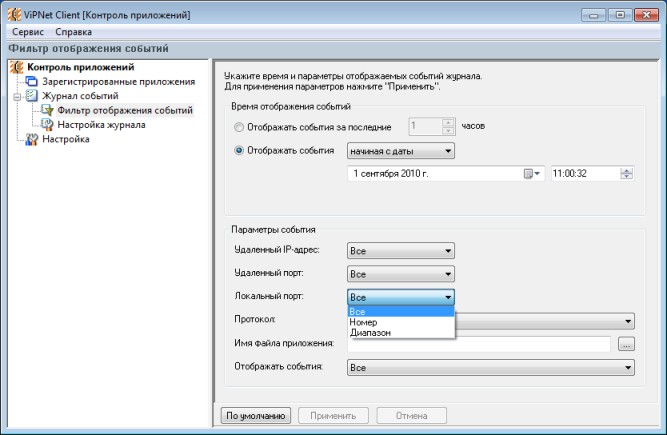 ViPNet Client [Контроль приложений]
Сервис Справка
Фильтр отображения событий
Контроль приложений
Зарегистрированные приложения
Журнал событий
Фильтр отображения событий
Настройка журнала
Настройка
Укажите время и параметры отображаемых событий журнала.
Для применения параметров нажмите "Применить".
Время отображения событий
Отображать события за последние 1 часов
Отображать события начиная с даты
1 сентября 2010 г. 11:00:32
Параметры события
Удаленный IP-адрес: Все
Удаленный порт: Все
Локальный порт: Все
Все
Протокол:
Номер
Диапазон
Имя файла приложения: ...
Отображать события: Все
По умолчанию Применить Отмена